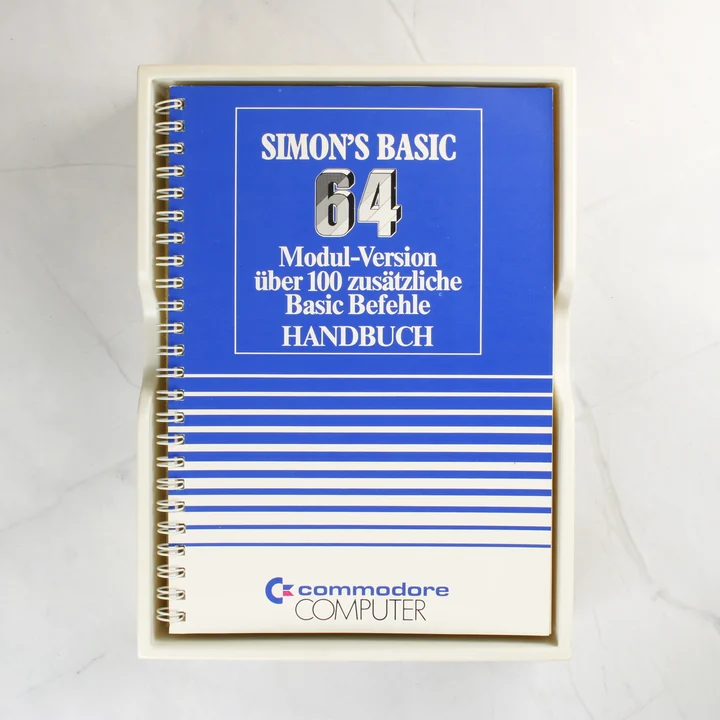 SIMON'S BASIC
64
Modul-Version
über 100 zusätzliche
Basic Befehle
HANDBUCH
commodore
COMPUTER